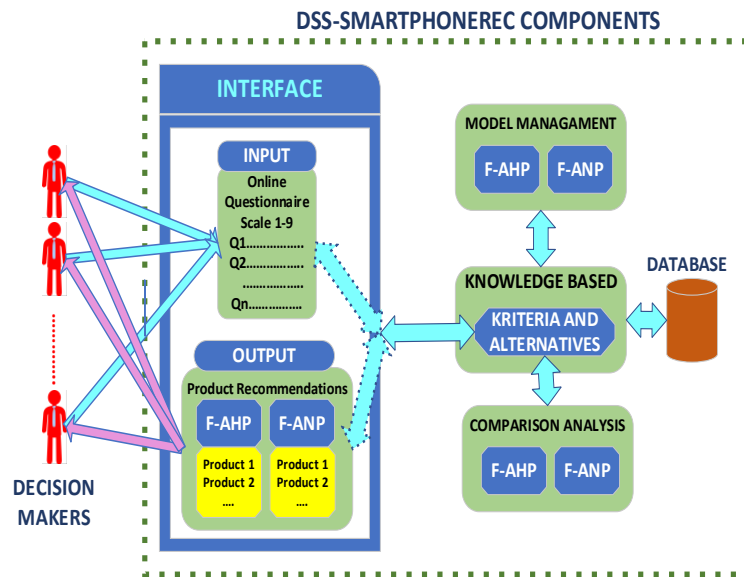 DSS-SMARTPHONEREC COMPONENTS
INTERFACE
INPUT
Online
Questionnaire
Scale 1-9
Q1.................
Q2................
................
Qn................
OUTPUT
Product Recommendations
F-AHP
F-ANP
Product 1
Product 2
....
Product 1
Product 2
....
DECISION
MAKERS
MODEL MANAGAMENT
F-AHP
F-ANP
KNOWLEDGE BASED
KRITERIA AND
ALTERNATIVES
DATABASE
COMPARISON ANALYSIS
F-AHP
F-ANP